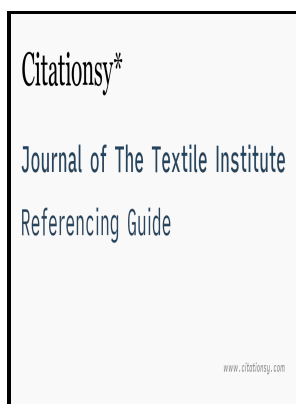 Citationsy*
Journal of The Textile Institute
Referencing Guide
www.citationsy.com